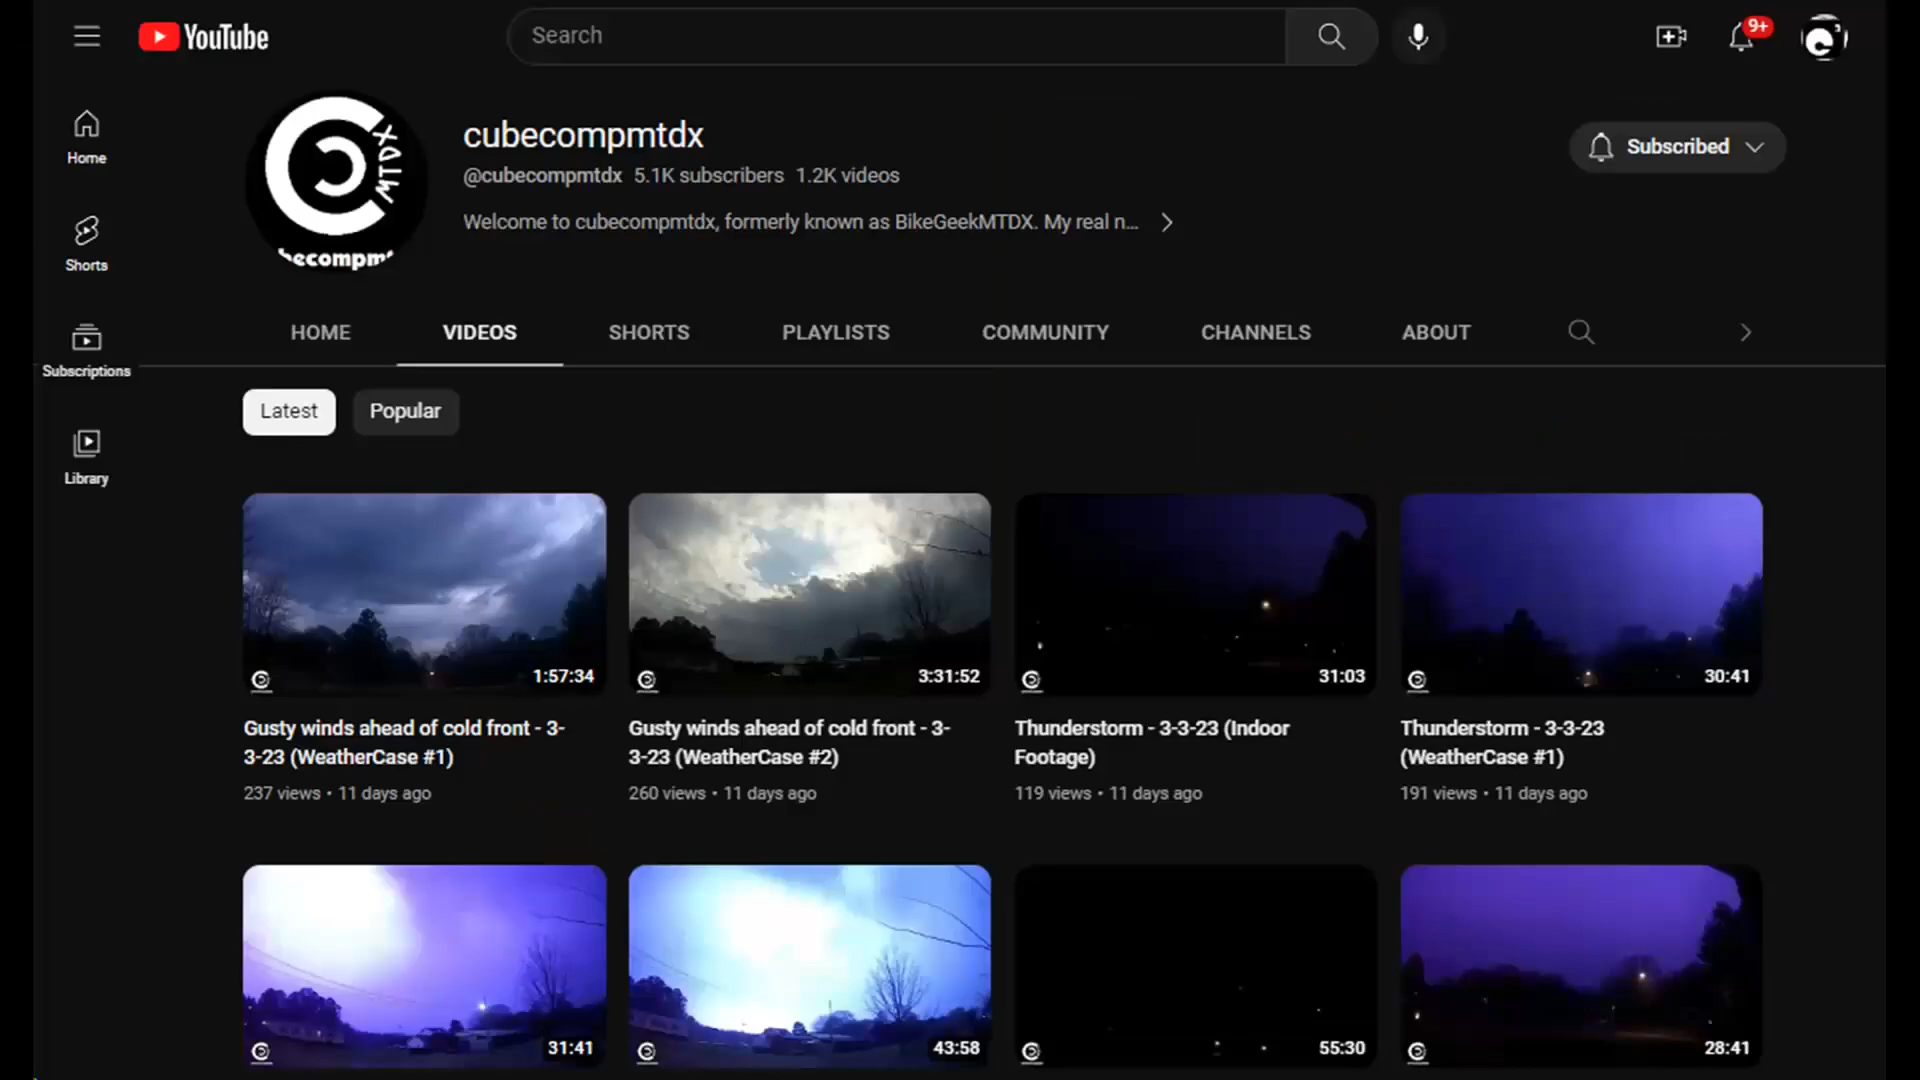 YouTube
Search
9+
Home
Shorts
Subscriptions
Library
MTDX
becompm
cubecompmtdx
@cubecompmtdx 5.1K subscribers 1.2K videos
Welcome to cubecompmtdx, formerly known as BikeGeekMTDX. My real n...
Subscribed
HOME VIDEOS SHORTS PLAYLISTS COMMUNITY CHANNELS ABOUT
Latest Popular
1:57:34
Gusty winds ahead of cold front - 3-
3-23 (WeatherCase #1)
237 views • 11 days ago
3:31:52
Gusty winds ahead of cold front - 3-
3-23 (WeatherCase #2)
260 views • 11 days ago
31:03
Thunderstorm - 3-3-23 (Indoor
Footage)
119 views • 11 days ago
30:41
Thunderstorm - 3-3-23
(WeatherCase #1)
191 views • 11 days ago
31:41
43:58
55:30
28:41